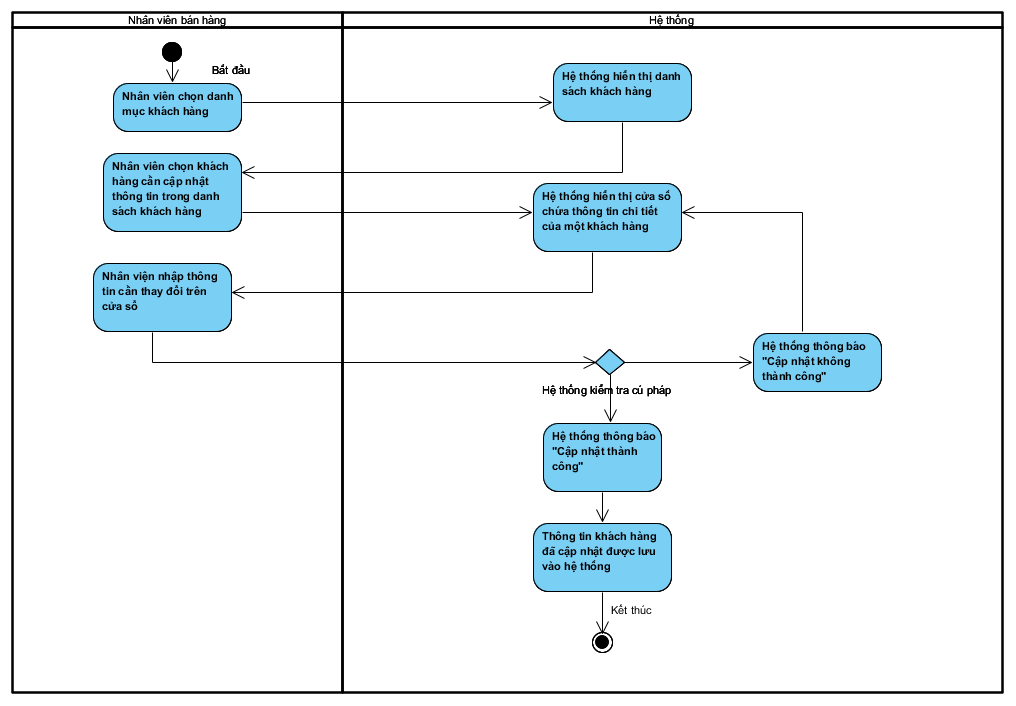 Nhân viên bán hàng
Hệ thống
Bắt đầu
Nhân viên chọn danh
mục khách hàng
Hệ thống hiển thị danh
sách khách hàng
Nhân viên chọn khách
hàng cần cập nhật
thông tin trong danh
sách khách hàng
Hệ thống hiển thị cửa sổ
chứa thông tin chi tiết
của một khách hàng
Nhân viện nhập thông
tin cần thay đổi trên
cửa sổ
Hệ thống thông báo
"Cập nhật không
thành công"
Hệ thống kiểm tra cú pháp
Hệ thống thông báo
"Cập nhật thành
công"
Thông tin khách hàng
đã cập nhật được lưu
vào hệ thống
Kết thúc